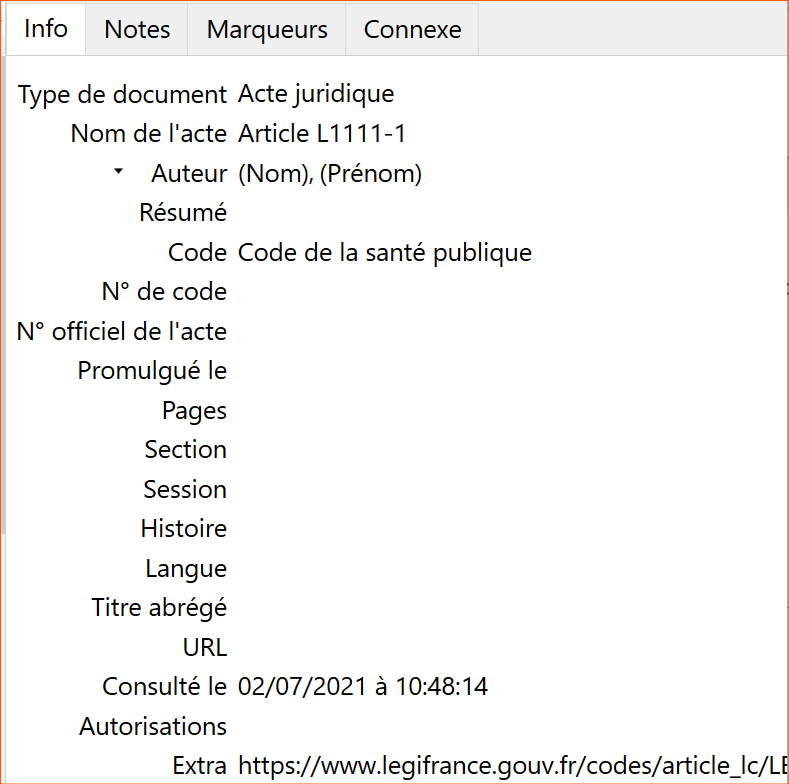 Info Notes Marqueurs Connexe
Type de document Acte juridique
Nom de l'acte Article L1111-1
Auteur (Nom), (Prénom)
Résumé
Code Code de la santé publique
N° de code
N° officiel de l'acte
Promulgué le
Pages
Section
Session
Histoire
Langue
Titre abrégé
URL
Consulté le 02/07/2021 à 10:48:14
Autorisations
Extra https://www.legifrance.gouv.fr/codes/article_lc/LE